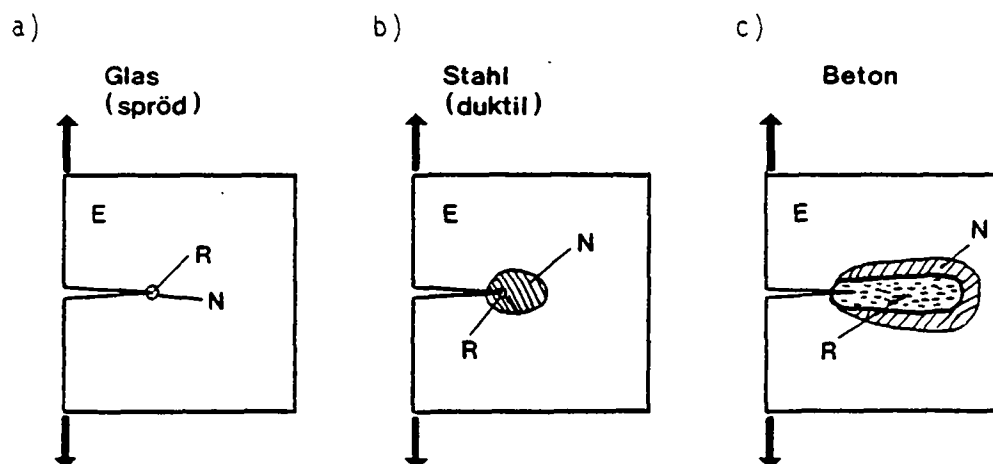 a)
Glas
(spröd)
E
R
N
b)
Stahl
(duktil)
N
R
c)
Beton
E
N
R